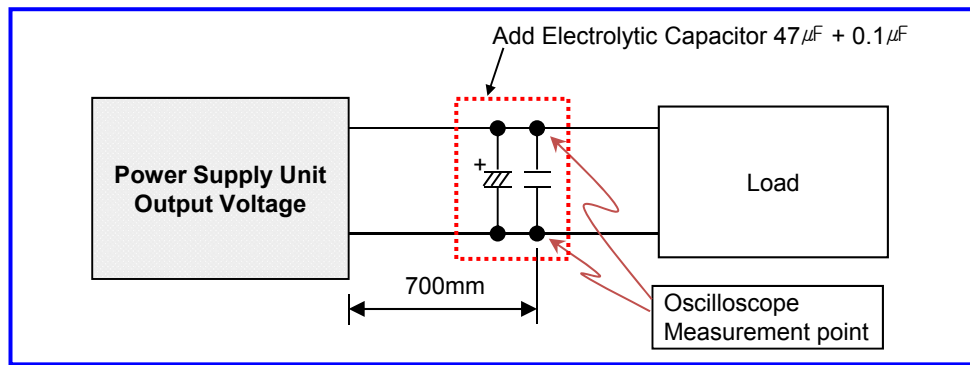 Add Electrolytic Capacitor 47㎌ + 0.1㎌
Power Supply Unit
Output Voltage
+
Load
700mm
Oscilloscope
Measurement point